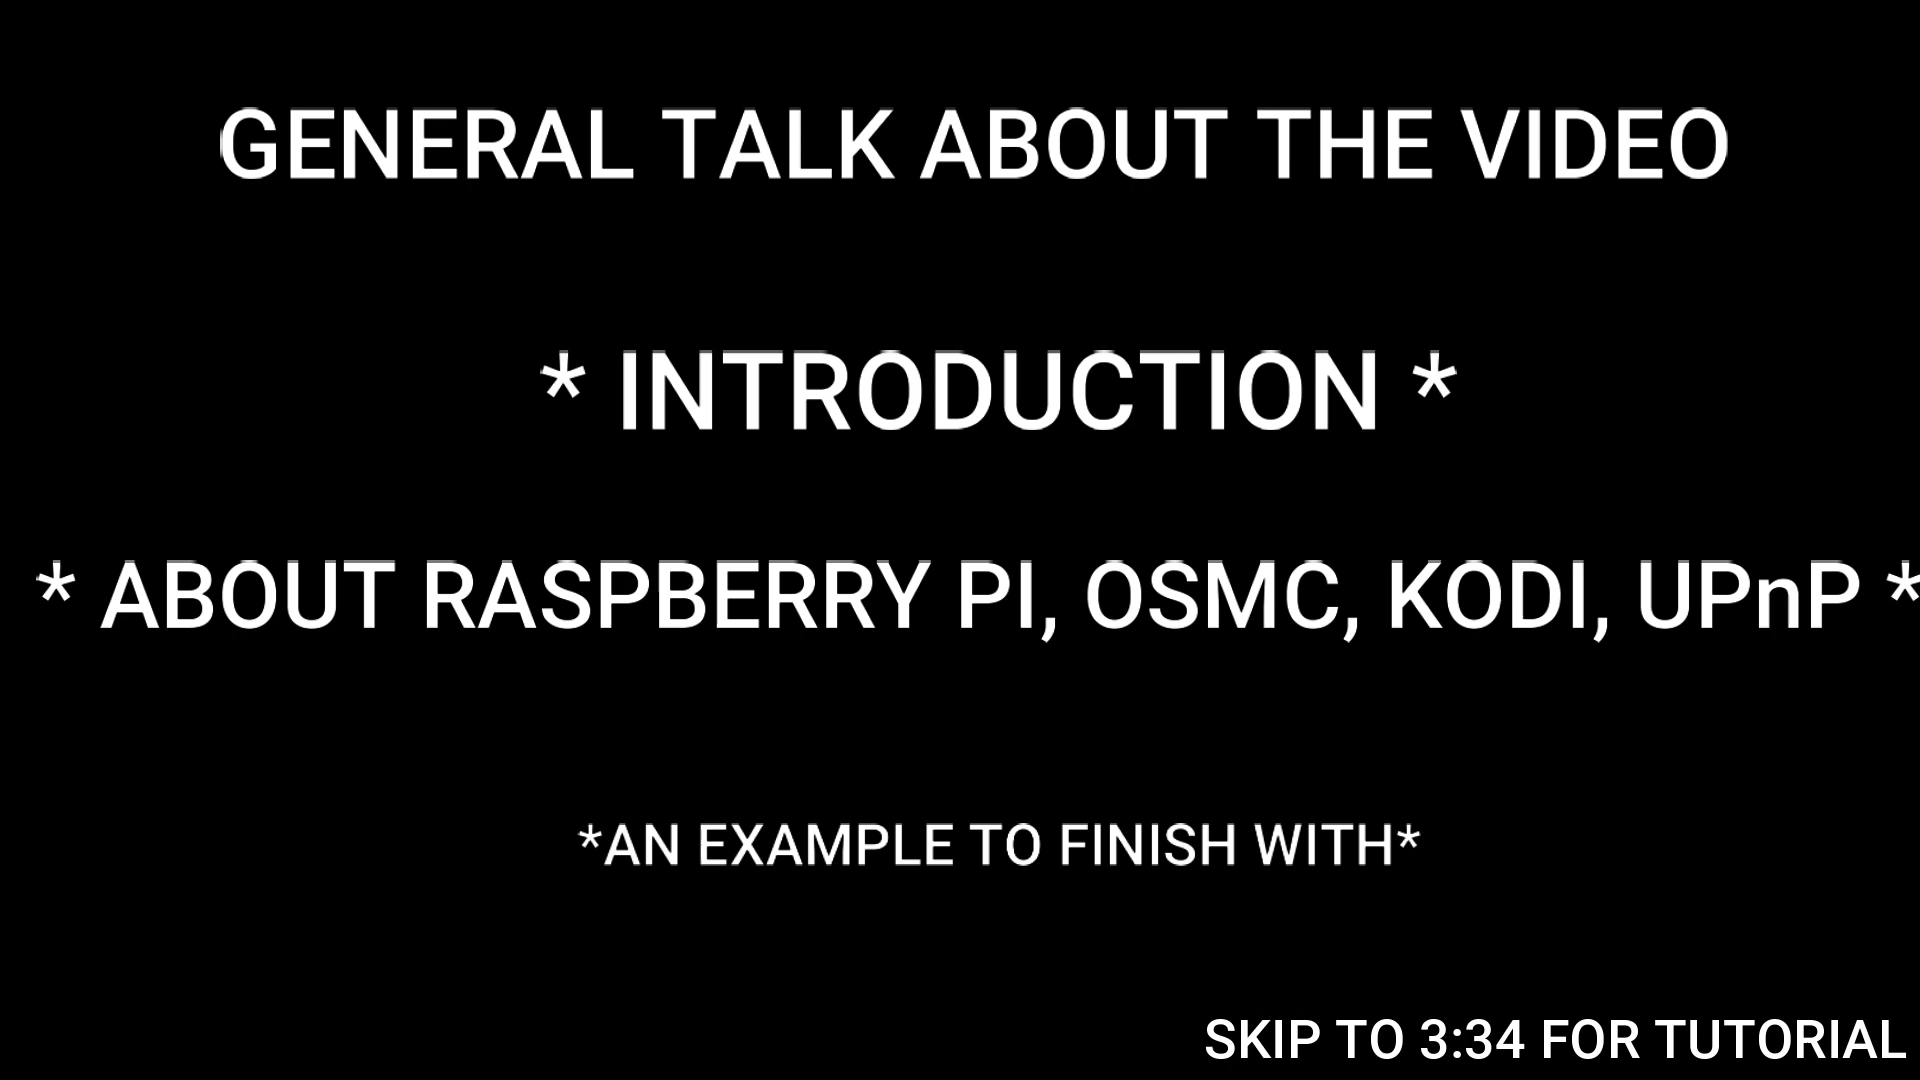 GENERAL TALK ABOUT THE VIDEO
* INTRODUCTION *
* ABOUT RASPBERRY PI, OSMC, KODI, UPnP *
*AN EXAMPLE TO FINISH WITH*
SKIP TO 3:34 FOR TUTORIAL